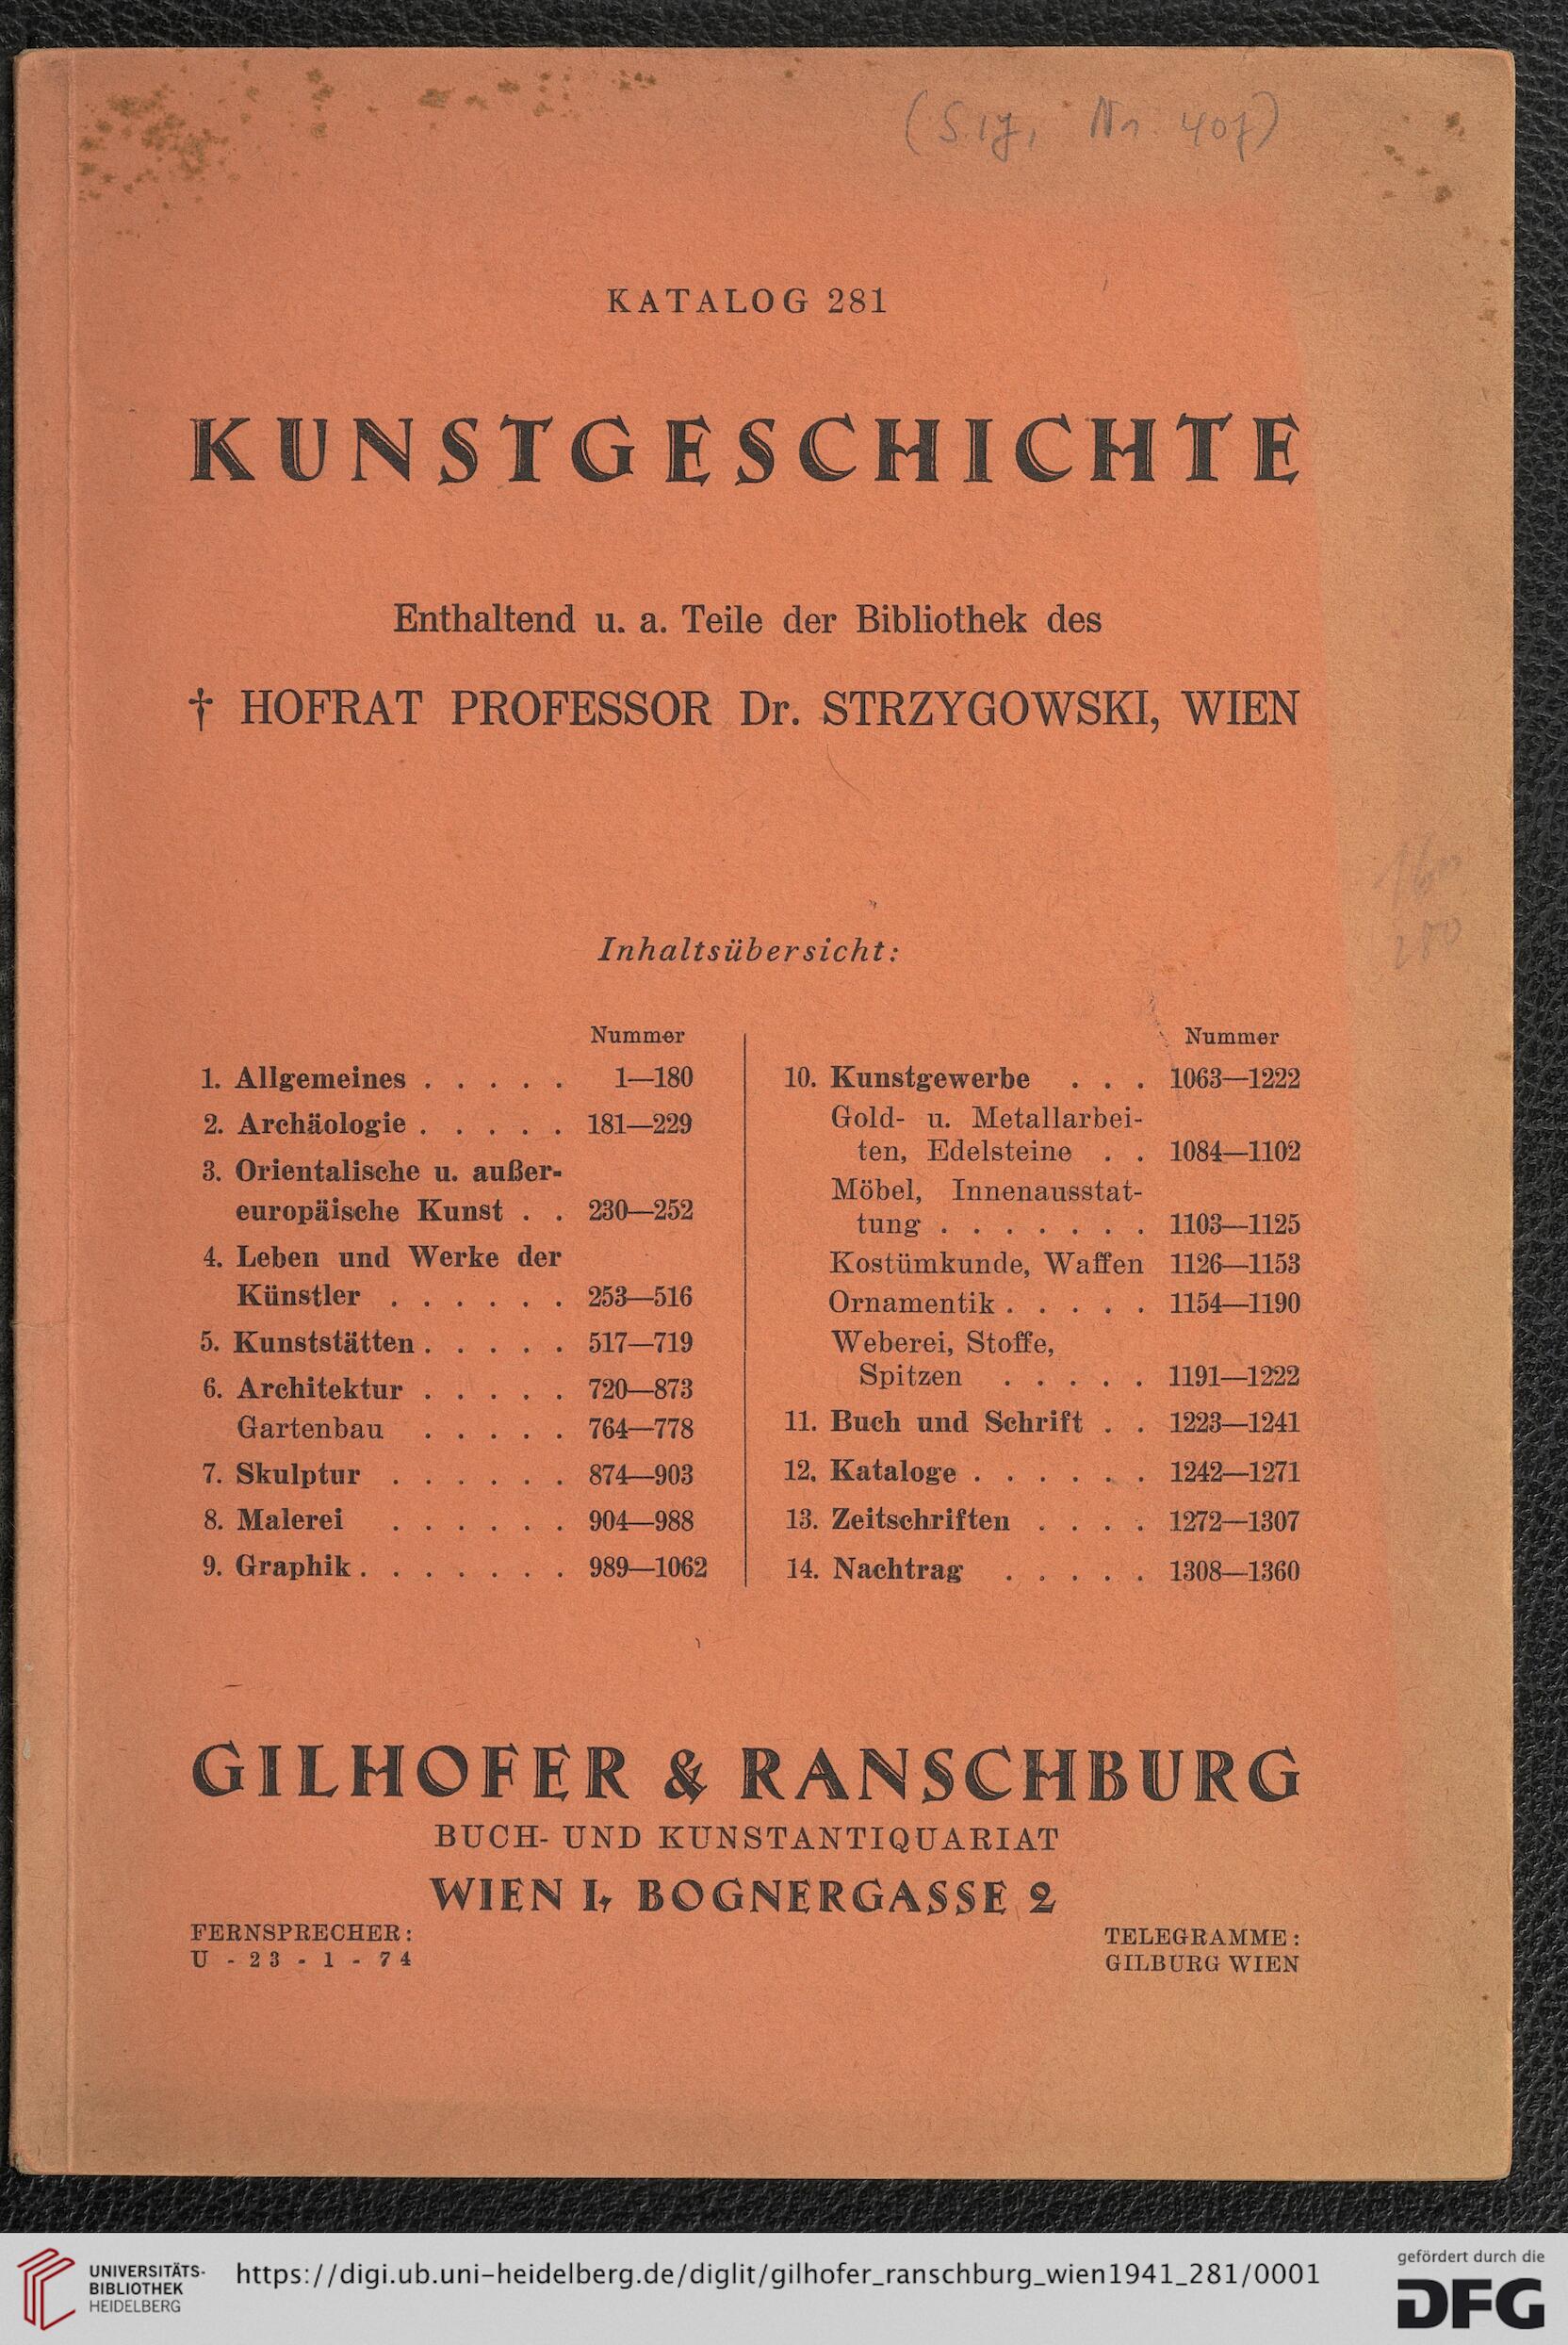 KATALOG 281
KUNSTGESCHICHTE
Enthaltend u. a. Teile der Bibliothek des
† HOFRAT PROFESSOR Dr. STRZYGOWSKI, WIEN
Inhaltsübersicht:
Nummer
1. Allgemeines . . . . . 1—180
2. Archäologie . . . . . 181—229
3. Orientalische u. außer-
europäische Kunst . . 230—252
4. Leben und Werke der
Künstler . . . . . . 253—516
5. Kunststätten . . . . . 517—719
6. Architektur . . . . . 720—873
Gartenbau . . . . . 764—778
7. Skulptur . . . . . . 874—903
8. Malerei . . . . . . 904—988
9. Graphik . . . . . . . 989—1062
Nummer
10. Kunstgewerbe . . . 1063—1222
Gold- u. Metallarbei-
ten, Edelsteine . . 1084—1102
Möbel, Innenausstat-
tung . . . . . . . 1103—1125
Kostümkunde, Waffen 1126—1153
Ornamentik . . . . . 1154—1190
Weberei, Stoffe,
Spitzen . . . . . 1191—1222
11. Buch und Schrift . . 1223—1241
12. Kataloge . . . . . . 1242—1271
13. Zeitschriften . . . . 1272—1307
14. Nachtrag . . . . . 1308—1360
GILHOFER & RANSCHBURG
BUCH- UND KUNSTANTIQUARIAT
WIEN I, BOGNERGASSE 2
FERNSPRECHER:
U - 23 - 1 - 74
TELEGRAMME:
GILBURG WIEN
UNIVERSITÄTS-
BIBLIOTHEK
HEIDELBERG
https://digi.ub.uni-heidelberg.de/diglit/gilhofer_ranschburg_wien1941_281/0001
gefördert durch die
DFG